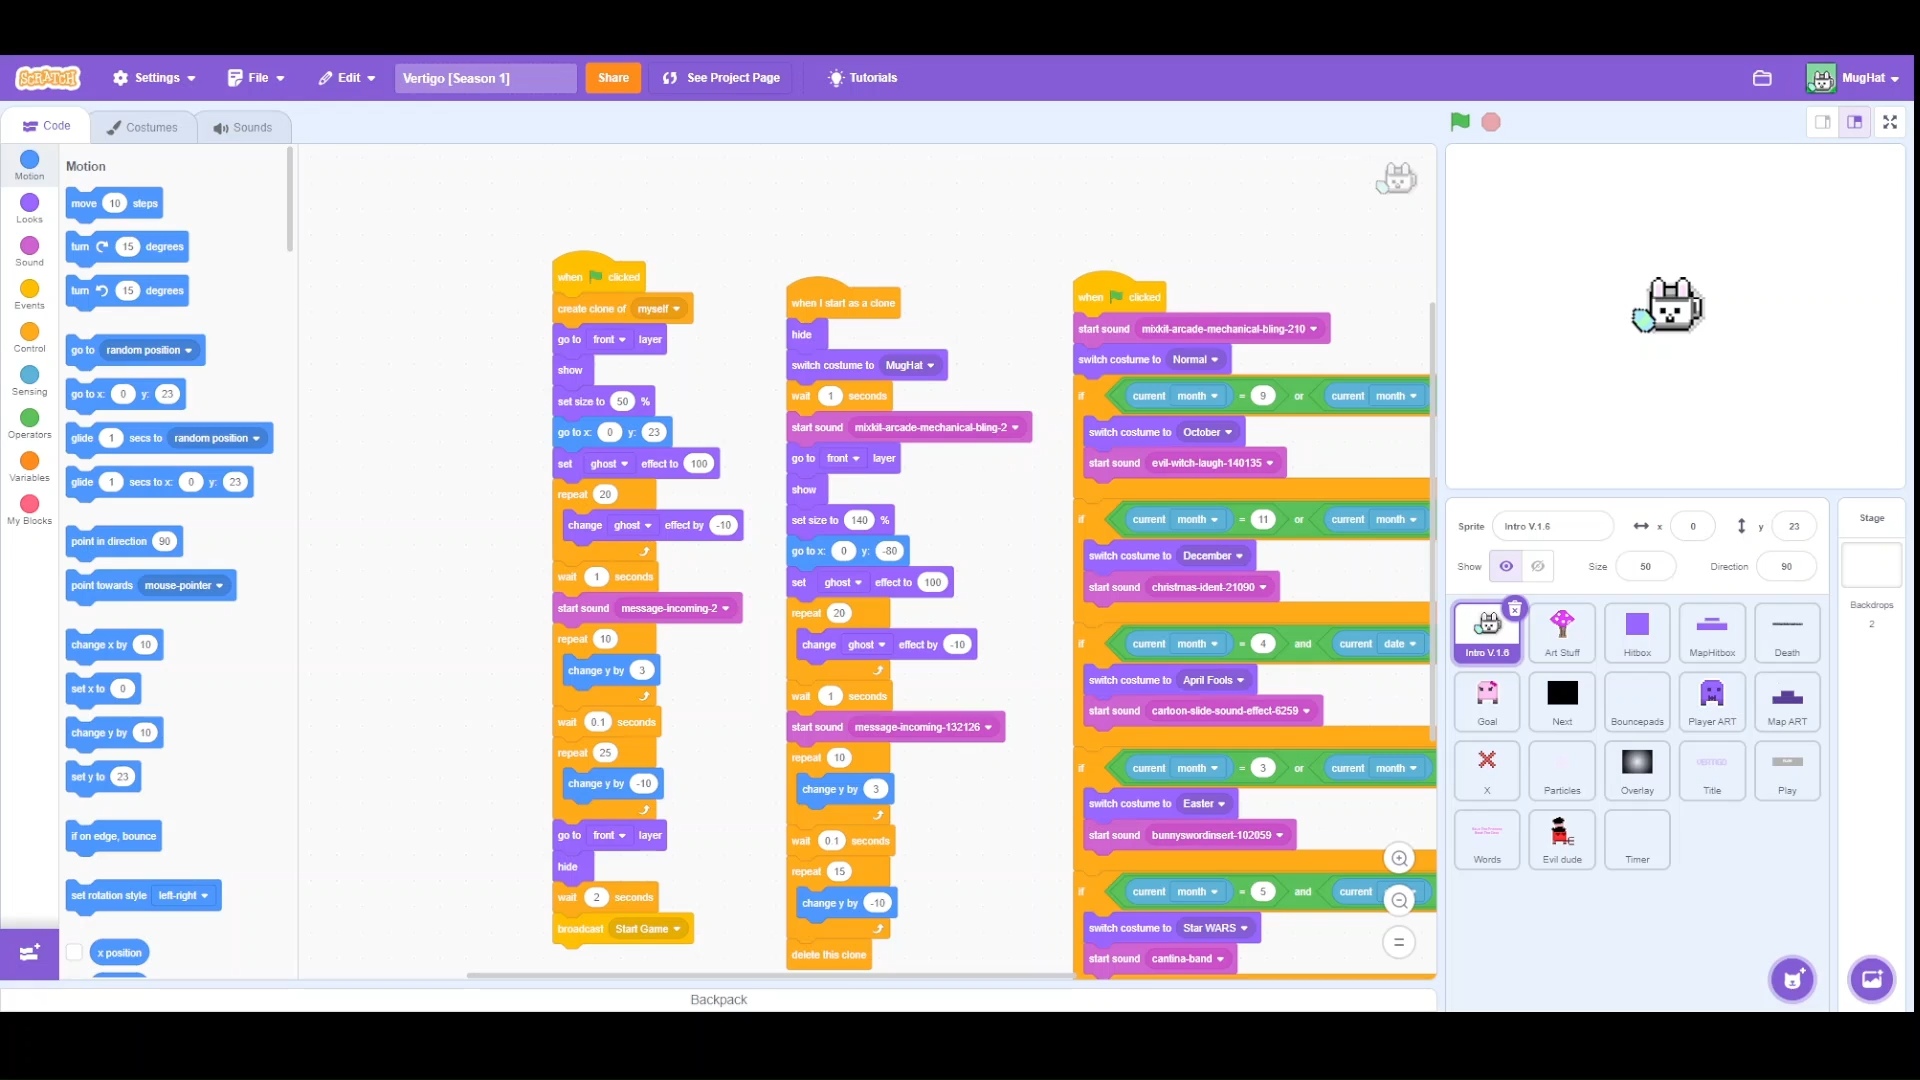 SCRATCH Settings File Edit Vertigo [Season 1] Share See Project Page Tutorials MugHat
Code Costumes Sounds
Motion
Looks
Sound
Events
Control
Sensing
Operators
Variables
My Blocks
Motion
move 10 steps
turn 15 degrees
turn 15 degrees
go to random position
go to x: 0 y: 23
glide 1 secs to random position
glide 1 secs to x: 0 y: 23
point in direction 90
point towards mouse-pointer
change x by 10
set x to 0
change y by 10
set y to 23
if on edge, bounce
set rotation style left-right
x position
when clicked
create clone of myself
go to front layer
show
set size to 50 %
go to x: 0 y: 23
set ghost effect to 100
repeat 20
change ghost effect by -10
wait 1 seconds
start sound message-incoming-2
repeat 10
change y by 3
wait 0.1 seconds
repeat 25
change y by -10
go to front layer
hide
wait 2 seconds
broadcast Start Game
when I start as a clone
hide
switch costume to MugHat
wait 1 seconds
start sound mixkit-arcade-mechanical-bling-2
go to front layer
show
set size to 140 %
go to x: 0 y: -80
set ghost effect to 100
repeat 20
change ghost effect by -10
wait 1 seconds
start sound message-incoming-132126
repeat 10
change y by 3
wait 0.1 seconds
repeat 15
change y by -10
delete this clone
when clicked
start sound mixkit-arcade-mechanical-bling-210
switch costume to Normal
if current month = 9 or current month
switch costume to October
start sound evil-witch-laugh-140135
if current month = 11 or current month
switch costume to December
start sound christmas-ident-21090
if current month = 4 and current date
switch costume to April Fools
start sound cartoon-slide-sound-effect-6259
if current month = 3 or current month
switch costume to Easter
start sound bunnyswordinsert-102059
if current month = 5 and current
switch costume to Star WARS
start sound cantina-band
Backpack
Sprite Intro V.1.6 x 0 y 23
Show Size 50 Direction 90
Intro V.1.6 Art Stuff Hitbox MapHitbox Death
Goal Next Bouncepads Player ART Map ART
X Particles Overlay Title Play
Words Evil dude Timer
Stage
Backdrops
2